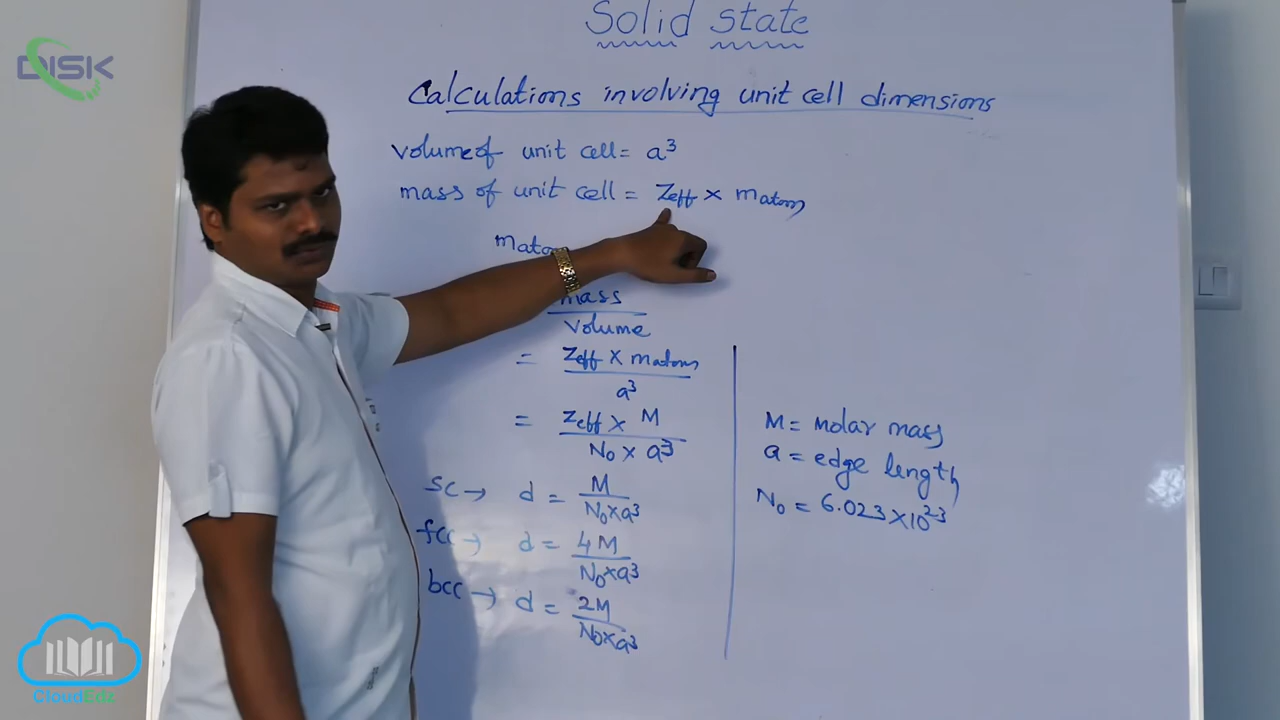 DISK
Solid state
Calculations involving unit cell dimensions
volume of unit cell = a³
mass of unit cell = Zeff × matom
mato
mass
volume
= Zeff × matom
a³
= Zeff × M
N₀ × a³
SC → d = M
N₀×a³
fcc → d = 4M
N₀×a³
bcc → d = 2M
N₀×a³
M = molar mass
a = edge length
N₀ = 6.023×10²³
CloudEdz